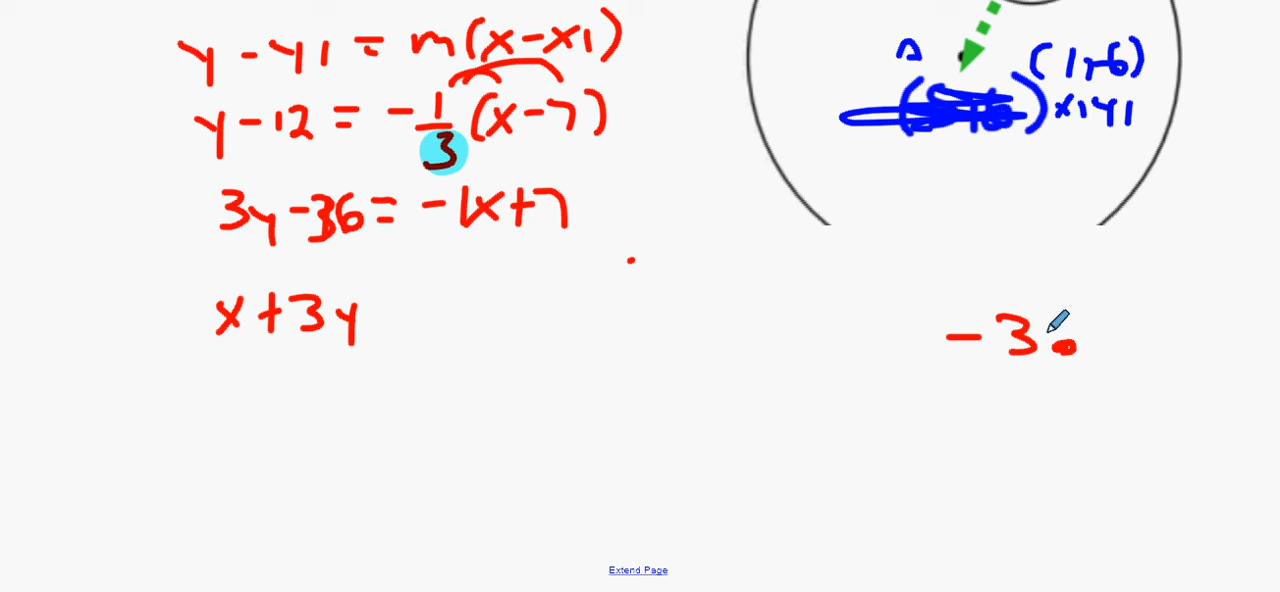 y - y1 = m(x - x1)
y - 12 = - 1/3 (x - 7)
3y - 36 = - 1x + 7
x + 3y
A
(1, -6)
x1 y1
- 3
Extend Page